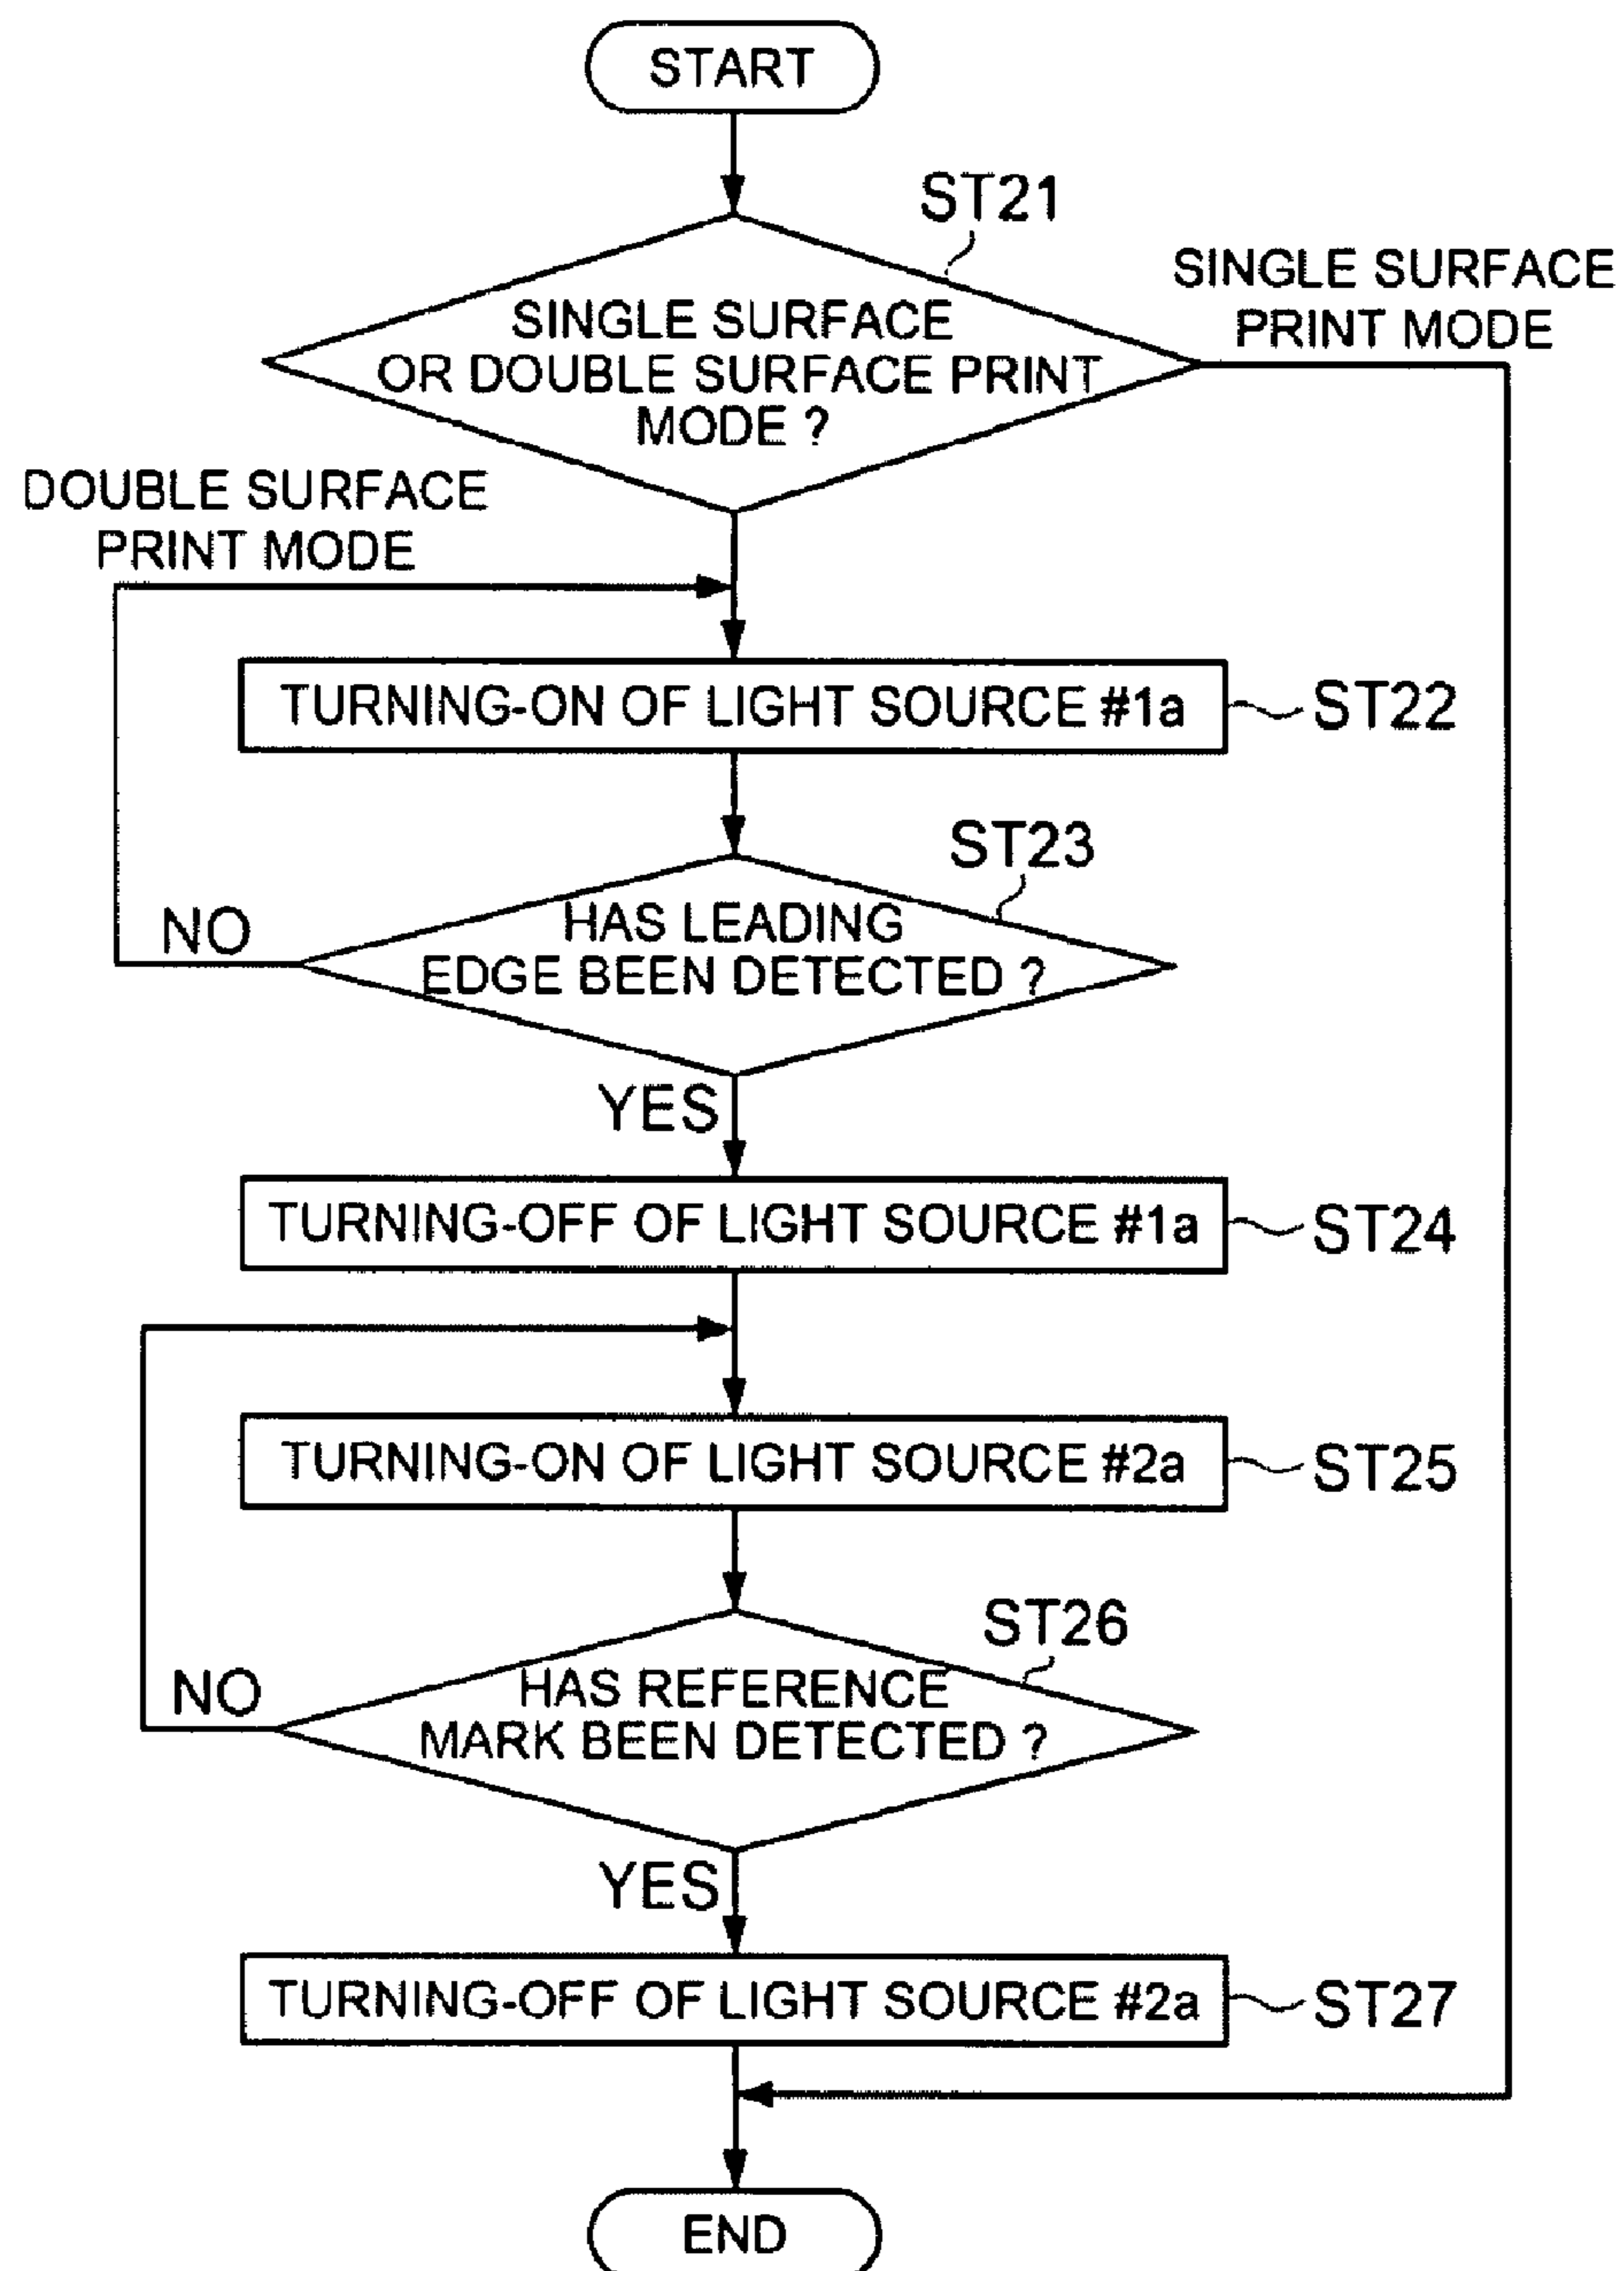 START
ST21
SINGLE SURFACE
PRINT MODE
SINGLE SURFACE
OR DOUBLE SURFACE PRINT
MODE ?
DOUBLE SURFACE
PRINT MODE
TURNING-ON OF LIGHT SOURCE #1a
ST22
ST23
HAS LEADING
EDGE BEEN DETECTED ?
NO
YES
TURNING-OFF OF LIGHT SOURCE #1a
ST24
TURNING-ON OF LIGHT SOURCE #2a
ST25
ST26
HAS REFERENCE
MARK BEEN DETECTED ?
NO
YES
TURNING-OFF OF LIGHT SOURCE #2a
ST27
END